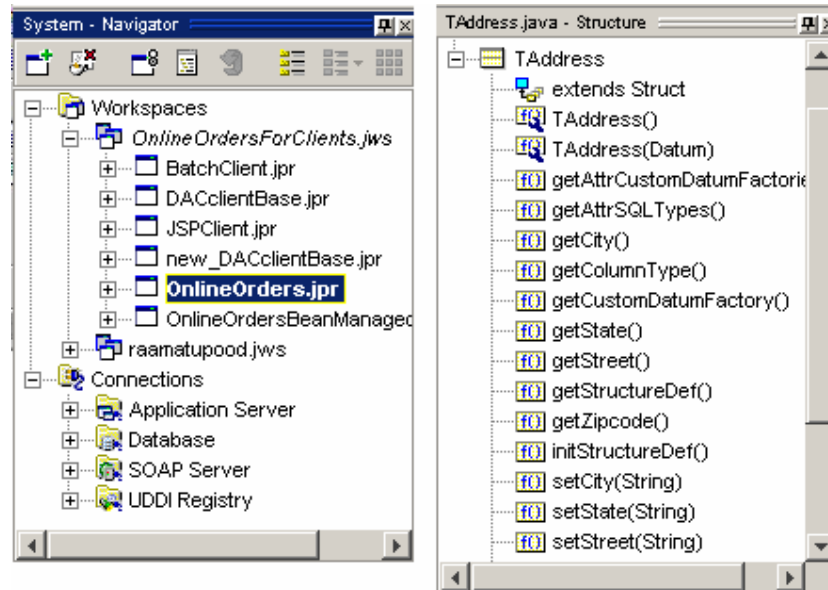 System - Navigator
Workspaces
OnlineOrdersForClients.jws
BatchClient.jpr
DACclientBase.jpr
JSPClient.jpr
new_DACclientBase.jpr
OnlineOrders.jpr
OnlineOrdersBeanManaged
raamatupood.jws
Connections
Application Server
Database
SOAP Server
UDDI Registry
TAddress.java - Structure
TAddress
extends Struct
TAddress()
TAddress(Datum)
getAttrCustomDatumFactorie
getAttrSQLTypes()
getCity()
getColumnType()
getCustomDatumFactory()
getState()
getStreet()
getStructureDef()
getZipcode()
initStructureDef()
setCity(String)
setState(String)
setStreet(String)